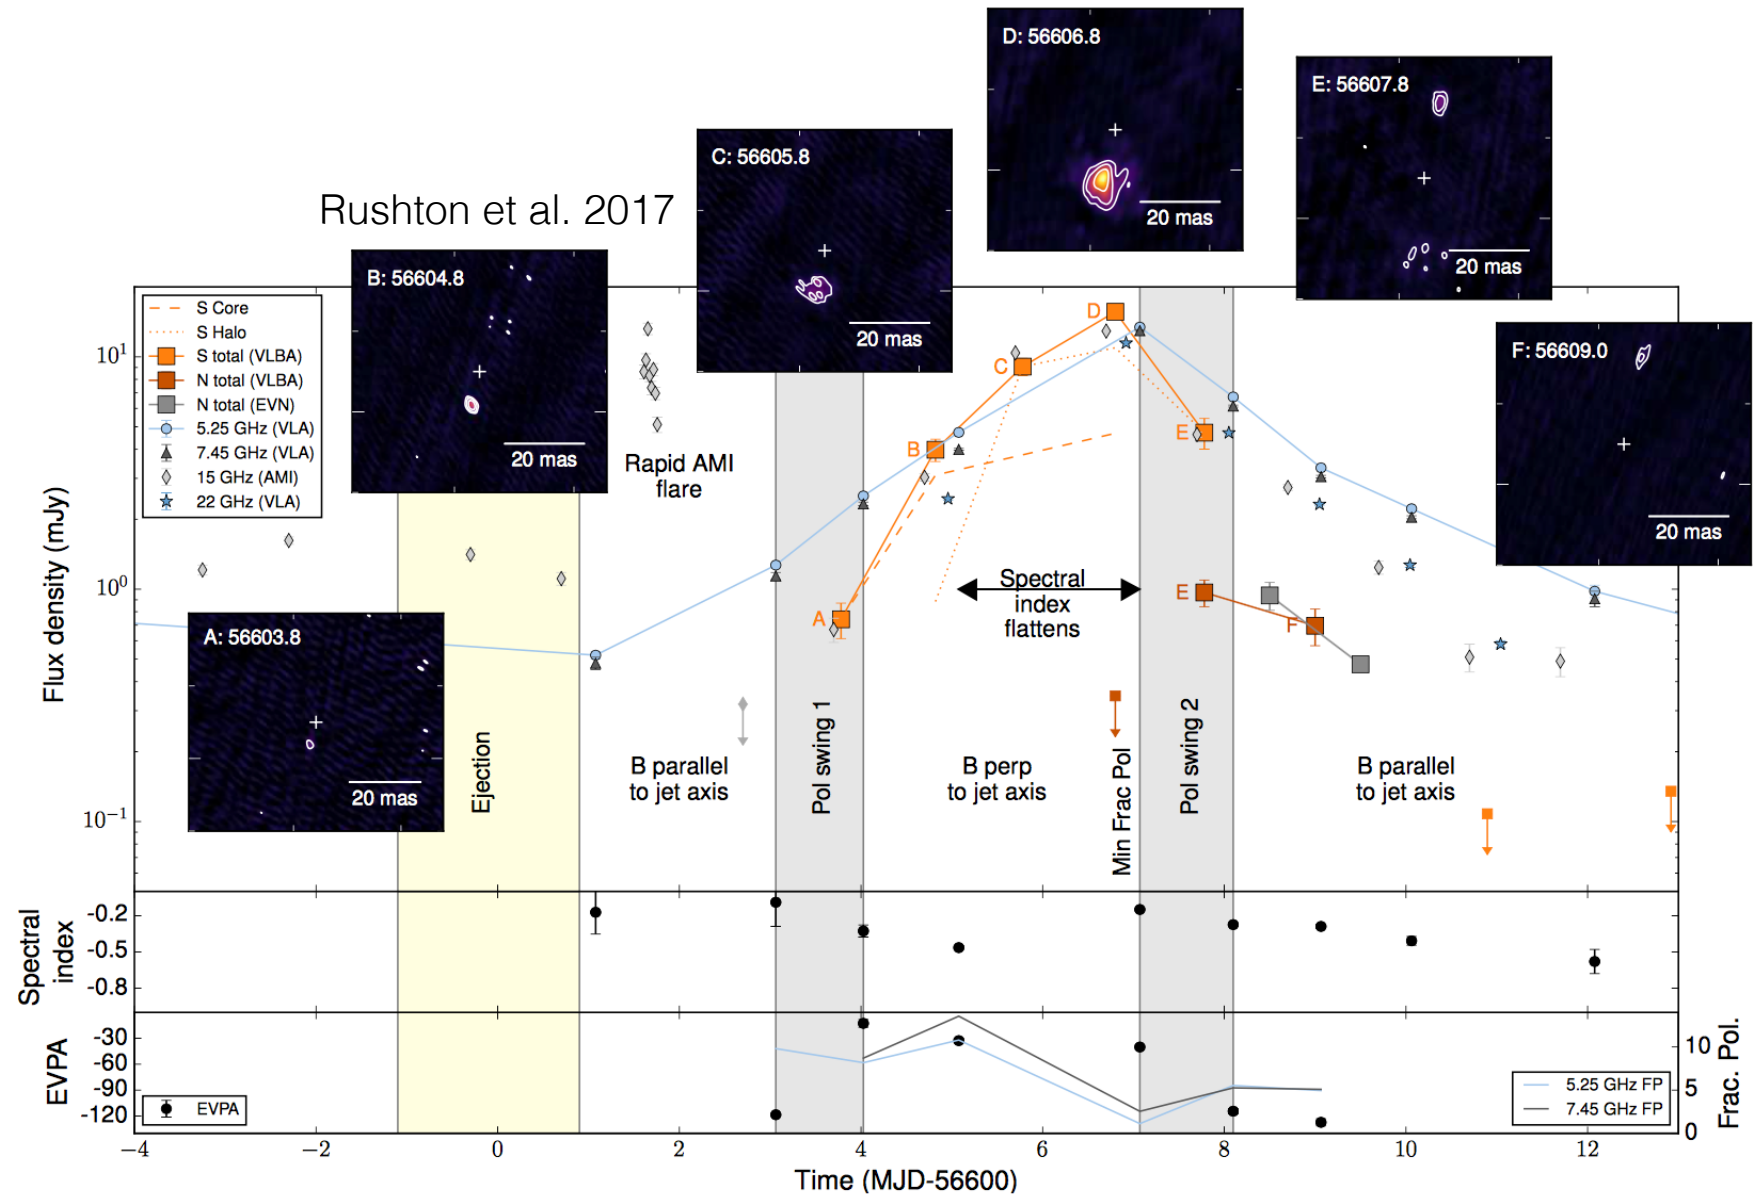 D: 56606.8
20 mas
E: 56607.8
20 mas
C: 56605.8
20 mas
Rushton et al. 2017
B: 56604.8
20 mas
F: 56609.0
20 mas
A: 56603.8
20 mas
S Core
S Halo
S total (VLBA)
N total (VLBA)
N total (EVN)
5.25 GHz (VLA)
7.45 GHz (VLA)
15 GHz (AMI)
22 GHz (VLA)
Rapid AMI
flare
Flux density (mJy)
10¹
10⁰
10⁻¹
A
B
C
D
E
E
F
Spectral
index
flattens
Ejection
B parallel
to jet axis
Pol swing 1
B perp
to jet axis
Min Frac Pol
Pol swing 2
B parallel
to jet axis
Spectral
index
-0.2
-0.5
-0.8
EVPA
-30
-60
-90
-120
EVPA
5.25 GHz FP
7.45 GHz FP
10
5
0
Frac. Pol.
−4 −2 0 2 4 6 8 10 12
Time (MJD-56600)